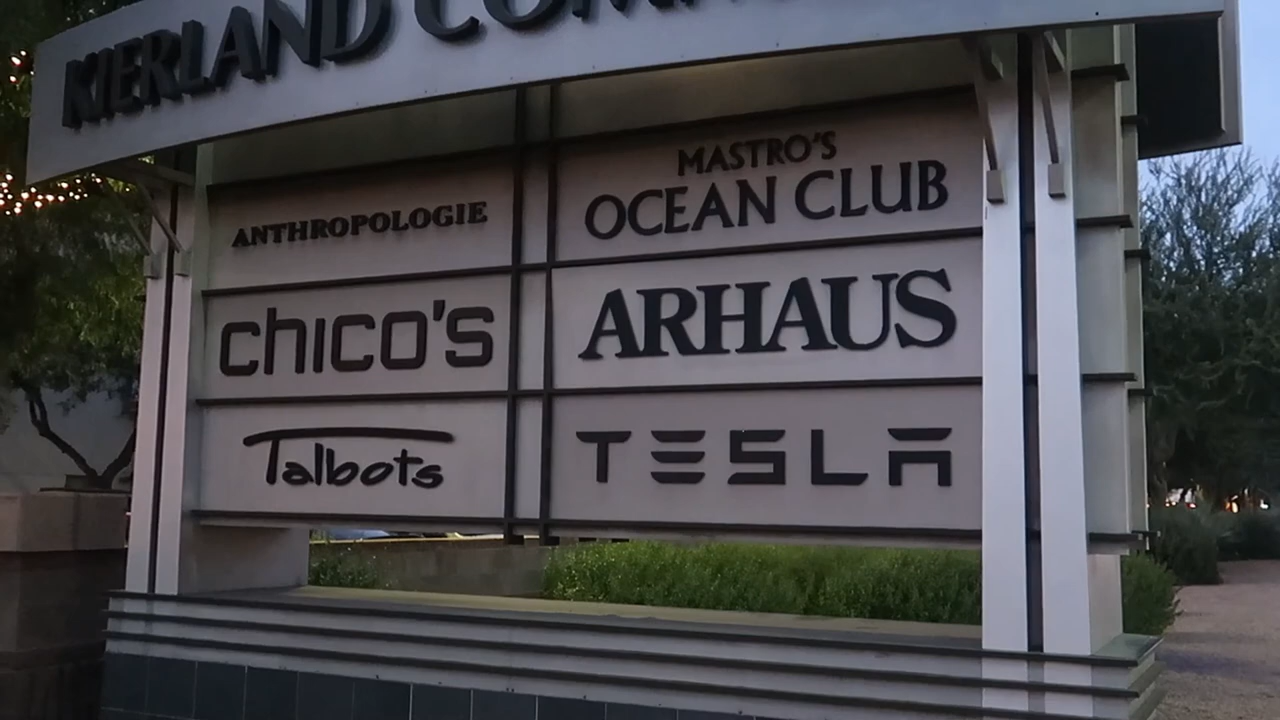 KIERLAND
ANTHROPOLOGIE
MASTRO'S
OCEAN CLUB
CHICO'S
ARHAUS
Talbots
TESLA